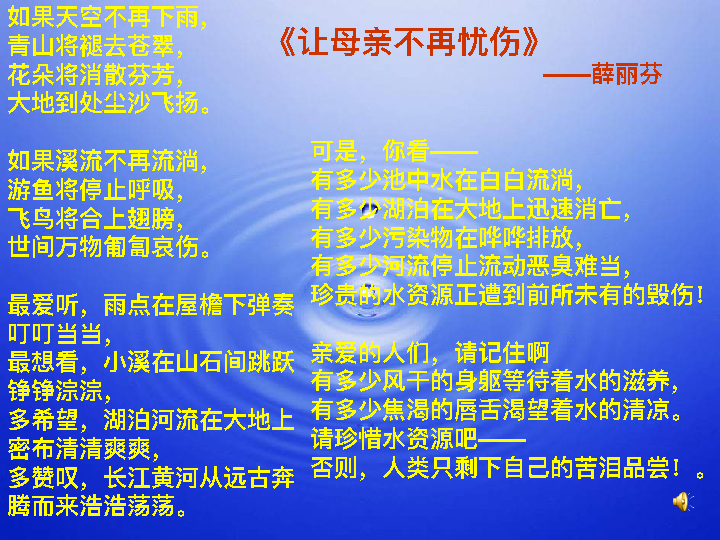 《让母亲不再忧伤》
——薛丽芬
如果天空不再下雨,
青山将褪去苍翠,
花朵将消散芬芳,
大地到处尘沙飞扬。
如果溪流不再流淌,
游鱼将停止呼吸,
飞鸟将合上翅膀,
世间万物匍匐哀伤。
最爱听，雨点在屋檐下弹奏
叮叮当当,
最想看，小溪在山石间跳跃
铮铮淙淙,
多希望，湖泊河流在大地上
密布清清爽爽,
多赞叹，长江黄河从远古奔
腾而来浩浩荡荡。
可是，你看——
有多少池中水在白白流淌,
有多少湖泊在大地上迅速消亡,
有多少污染物在哗哗排放,
有多少河流停止流动恶臭难当,
珍贵的水资源正遭到前所未有的毁伤!
亲爱的人们，请记住啊
有多少风干的身躯等待着水的滋养,
有多少焦渴的唇舌渴望着水的清凉。
请珍惜水资源吧——
否则，人类只剩下自己的苦泪品尝! 。